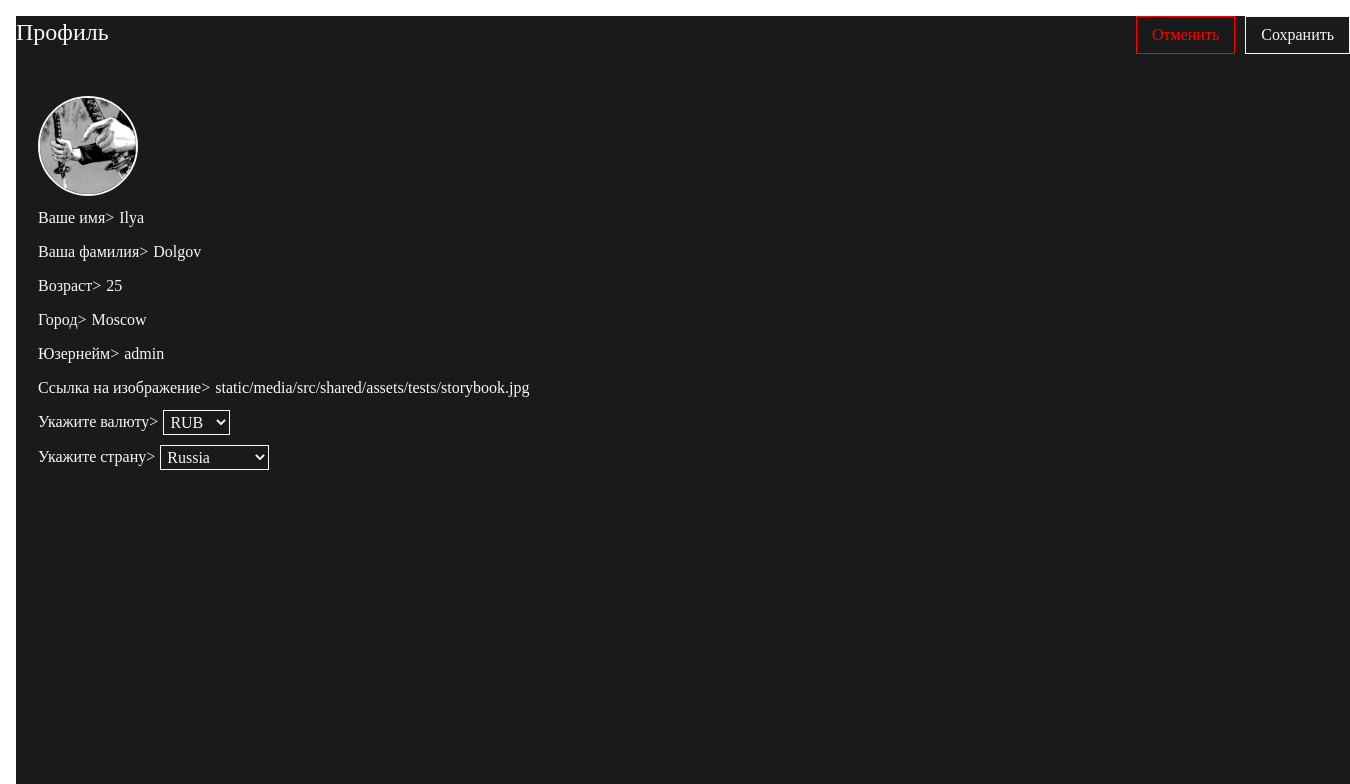 Профиль Отменить Сохранить
Ваше имя> Ilya
Ваша фамилия> Dolgov
Возраст> 25
Город> Moscow
Юзернейм> admin
Ссылка на изображение> static/media/src/shared/assets/tests/storybook.jpg
Укажите валюту> RUB
Укажите страну> Russia